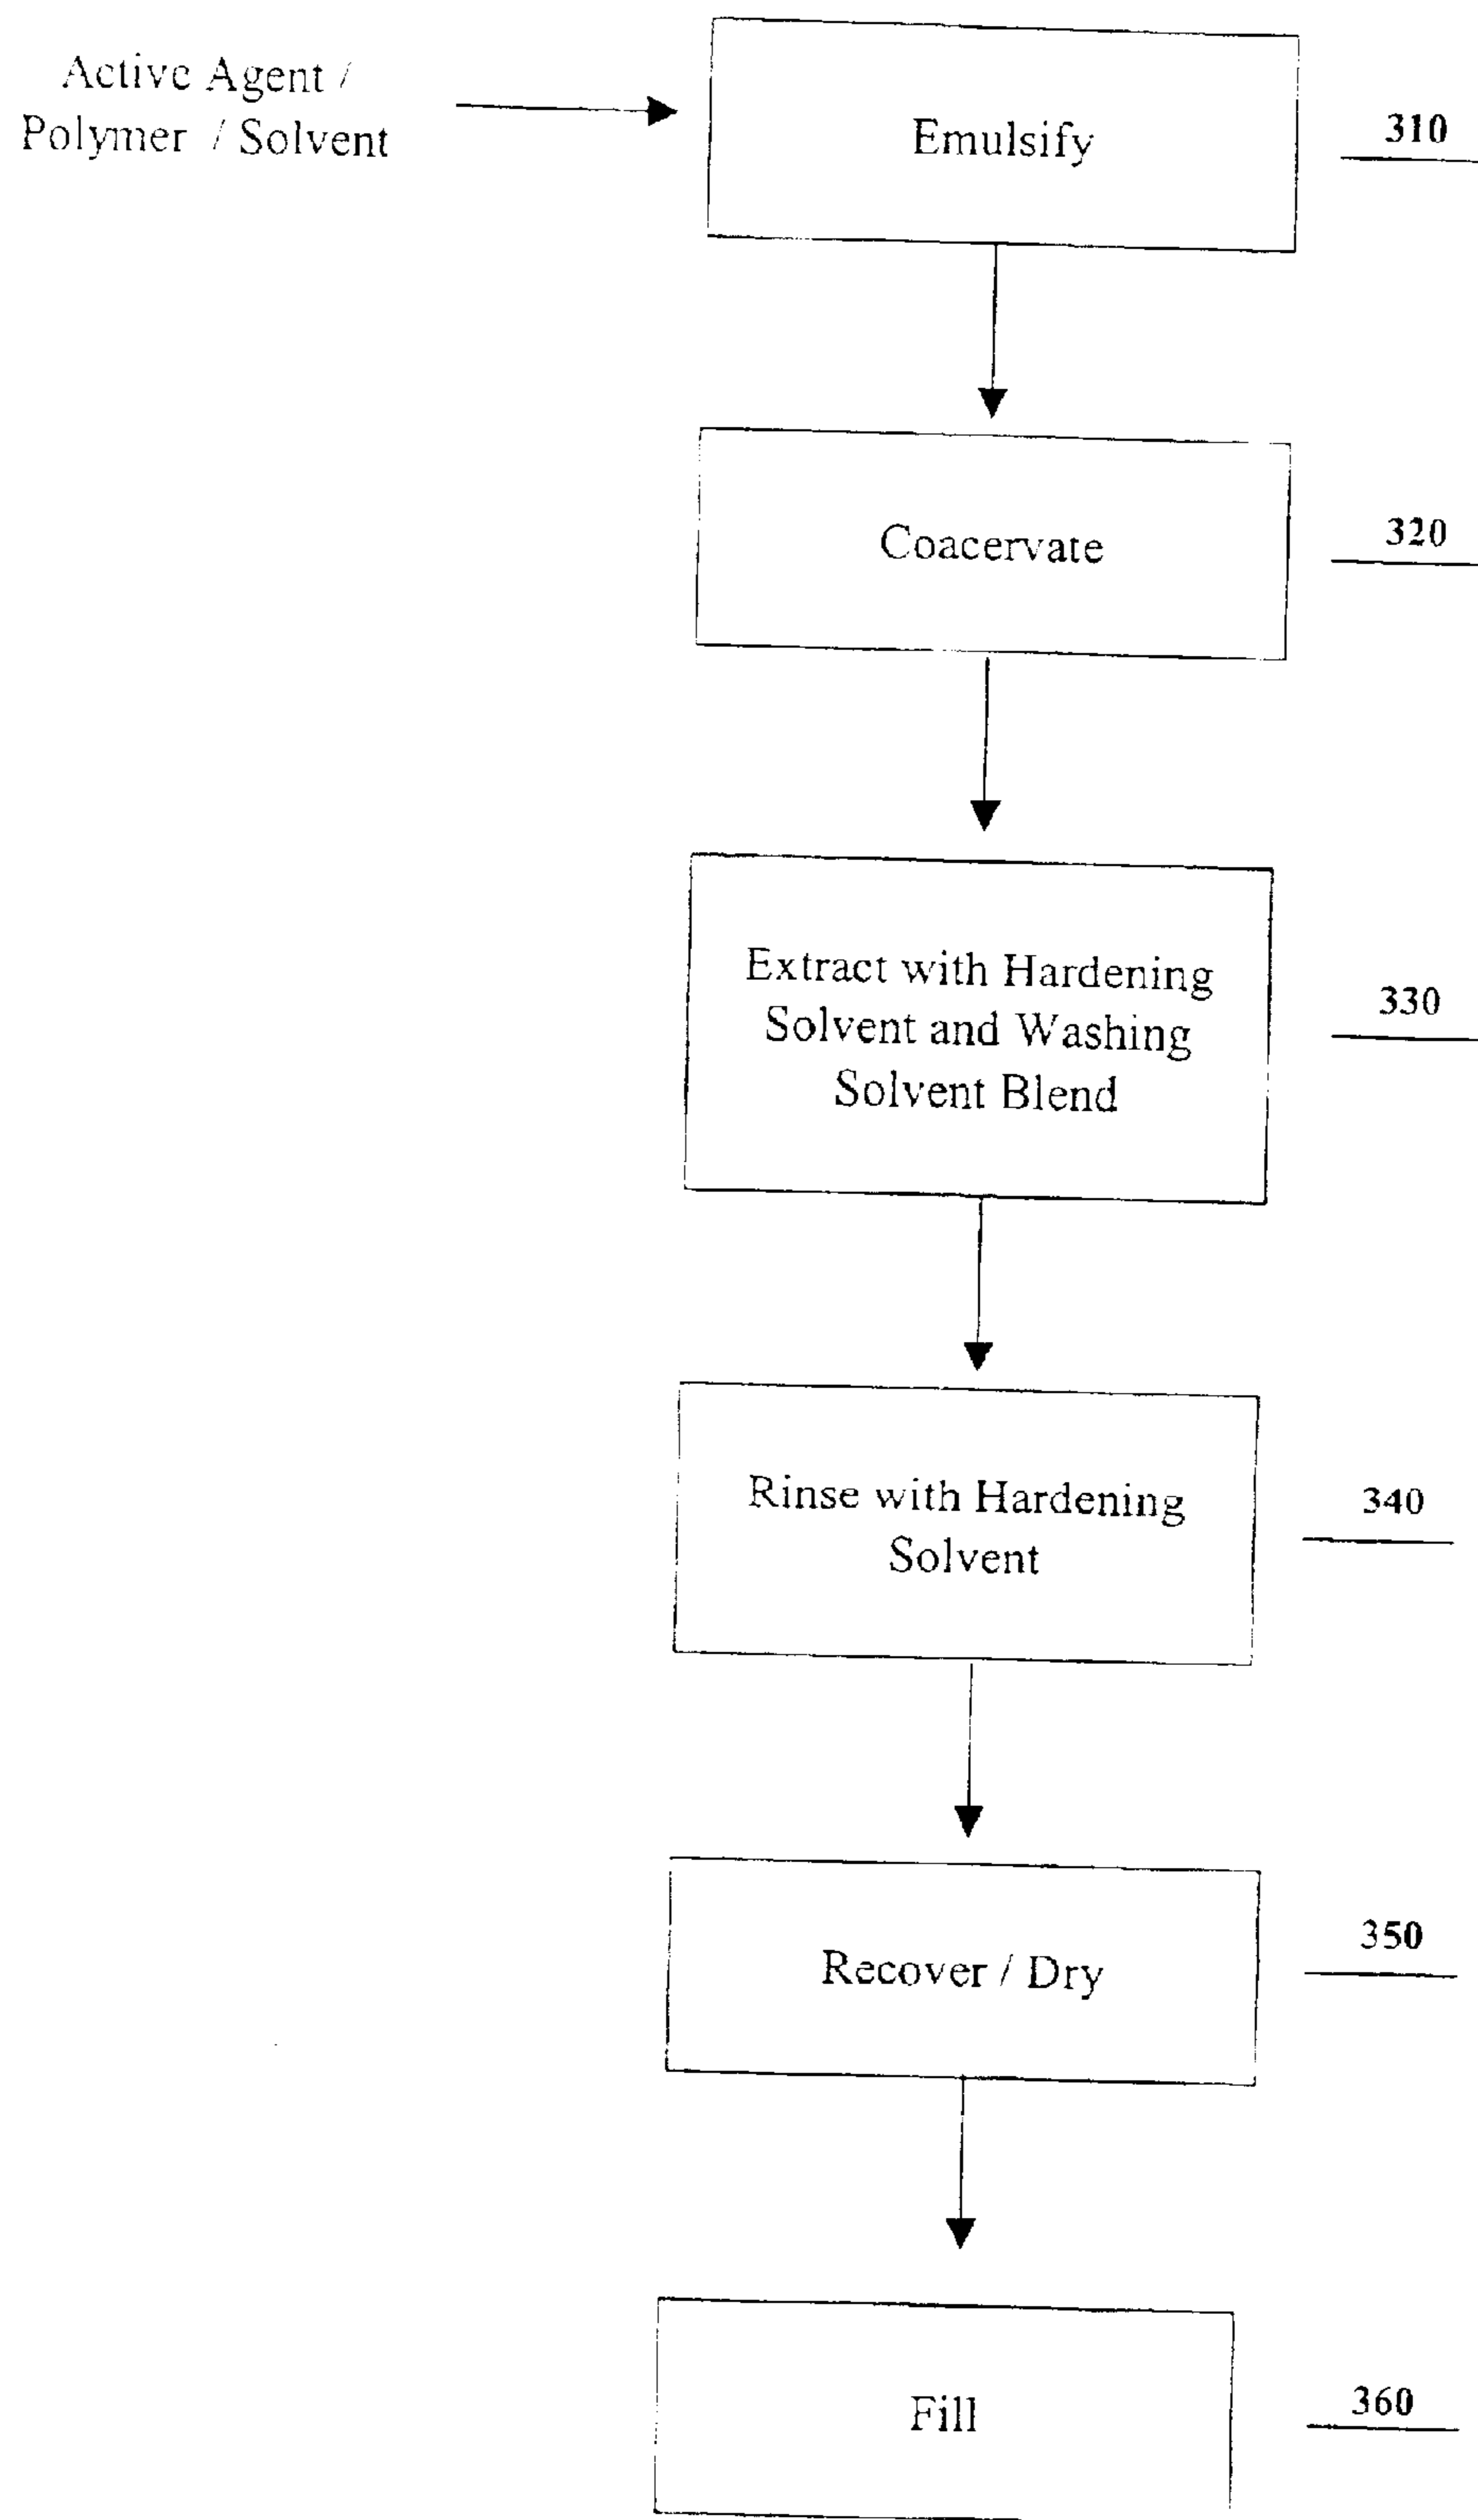 Active Agent /
Polymer / Solvent
Emulsify
310
Coacervate
320
Extract with Hardening
Solvent and Washing
Solvent Blend
330
Rinse with Hardening
Solvent
340
Recover / Dry
350
Fill
360